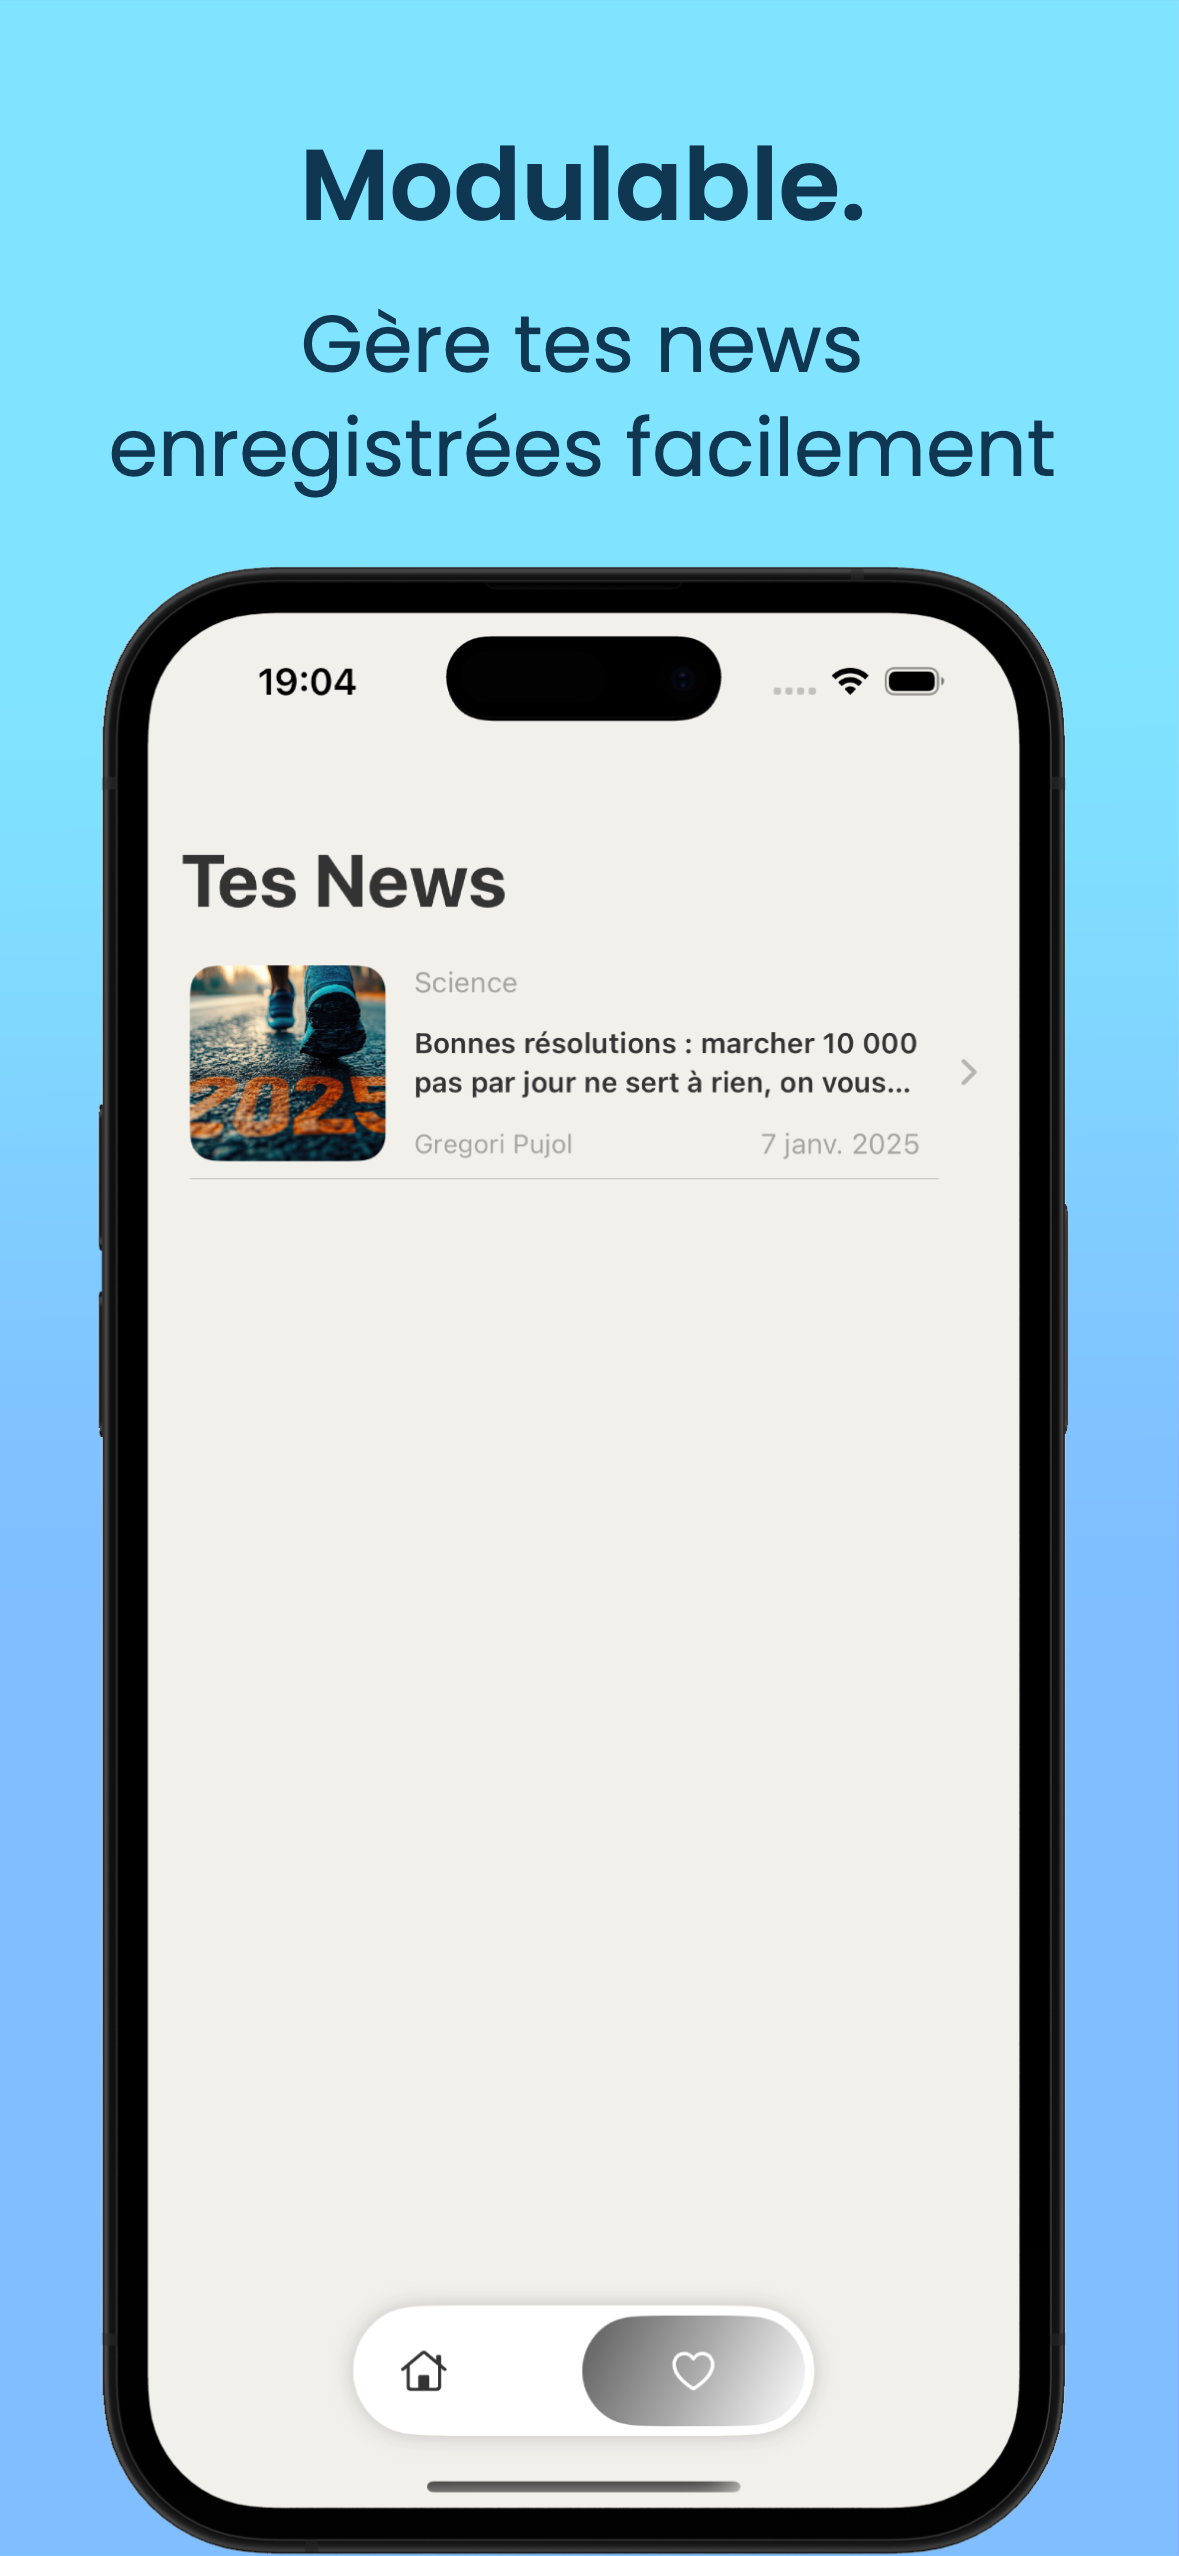 Modulable.
Gère tes news
enregistrées facilement
19:04
Tes News
2025
Science
Bonnes résolutions : marcher 10 000
pas par jour ne sert à rien, on vous...
Gregori Pujol
7 janv. 2025